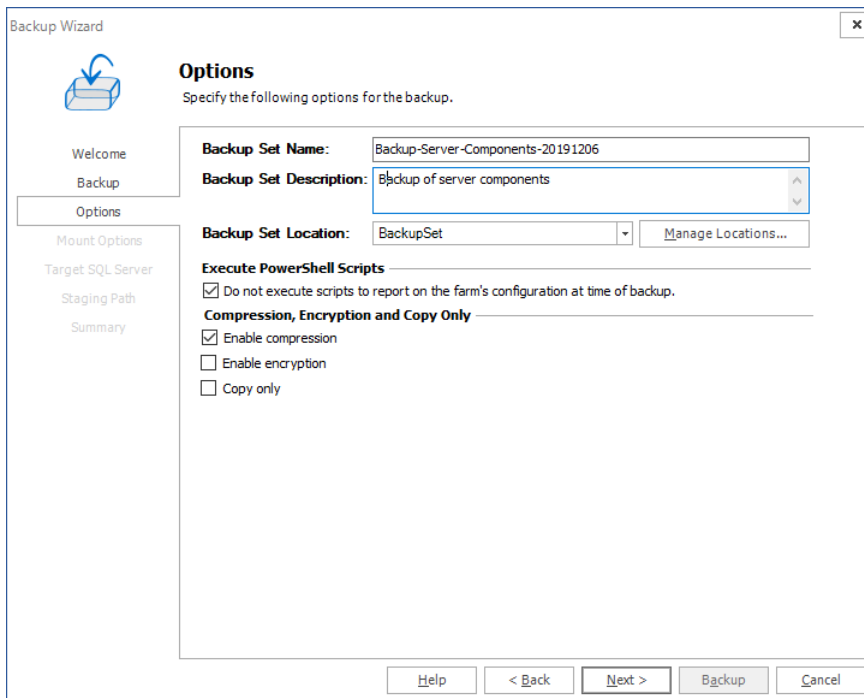 Backup Wizard
Options
Specify the following options for the backup.
Welcome
Backup
Options
Mount Options
Target SQL Server
Staging Path
Summary
Backup Set Name: Backup-Server-Components-20191206
Backup Set Description: Backup of server components
Backup Set Location: BackupSet Manage Locations...
Execute PowerShell Scripts
Do not execute scripts to report on the farm's configuration at time of backup.
Compression, Encryption and Copy Only
Enable compression
Enable encryption
Copy only
Help < Back Next > Backup Cancel